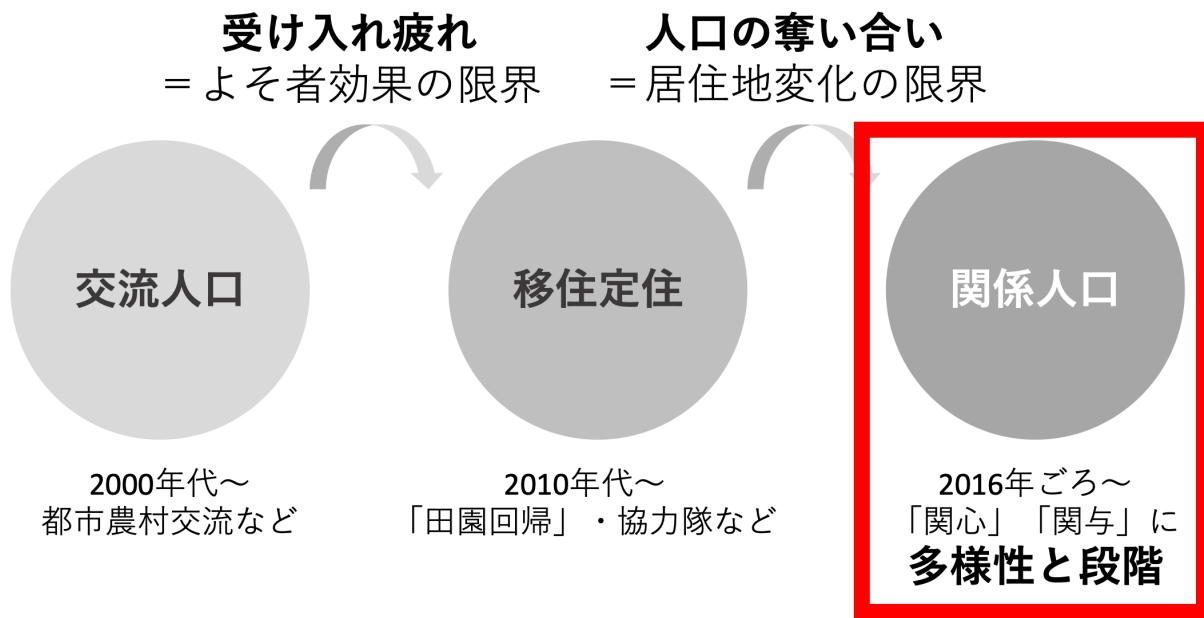 受け入れ疲れ
＝よそ者効果の限界
人口の奪い合い
＝居住地変化の限界
交流人口
移住定住
関係人口
2000年代～
都市農村交流など
2010年代～
「田園回帰」・協力隊など
2016年ごろ～
「関心」「関与」に
多様性と段階